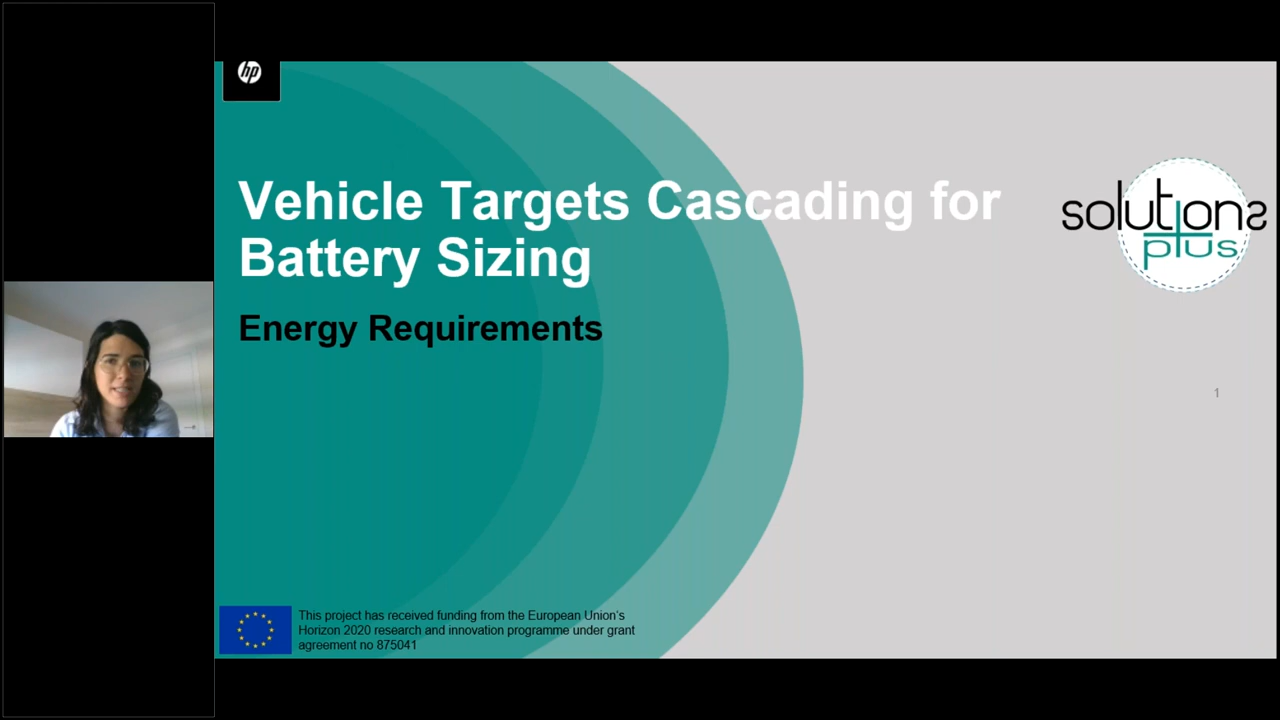 hp
Vehicle Targets Cascading for
Battery Sizing
Energy Requirements
solutions
plus
1
This project has received funding from the European Union's
Horizon 2020 research and innovation programme under grant
agreement no 875041